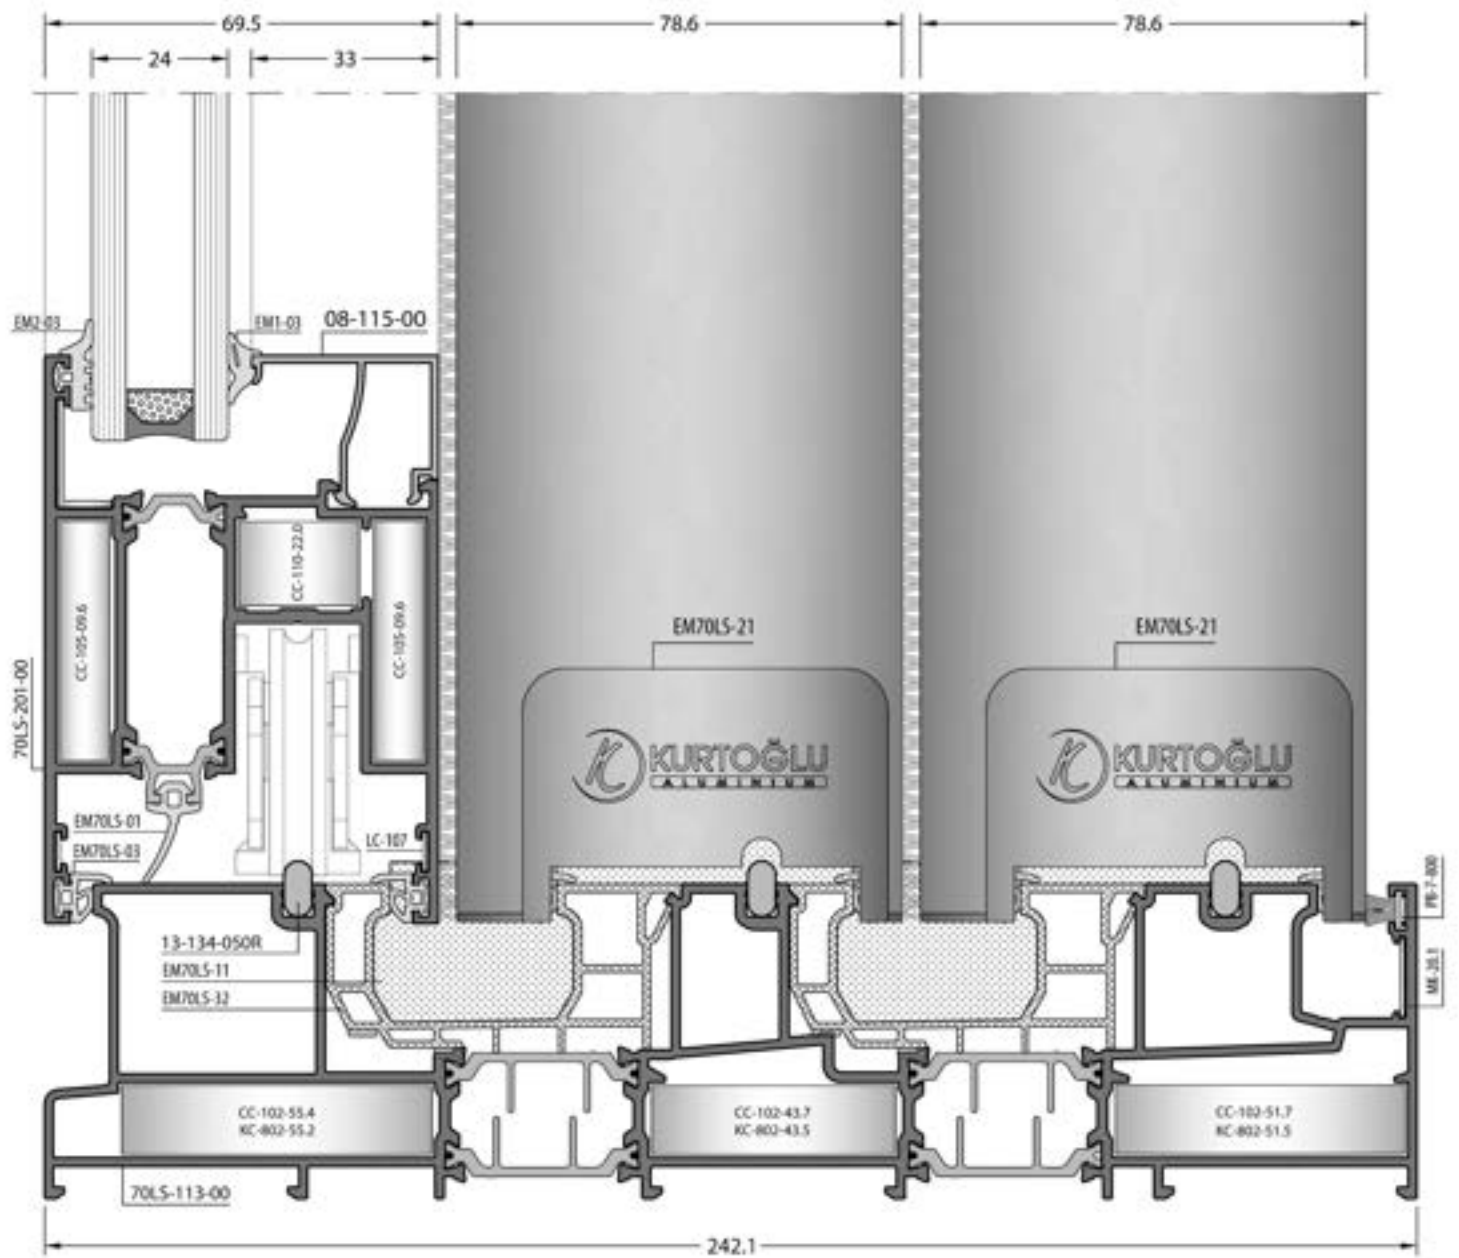 69.5
78.6
78.6
24
33
EM2-03
EM1-03
08-115-00
CC-110-22.0
CC-105-09.6
CC-105-09.6
70LS-201-00
EM70LS-21
EM70LS-21
KURTOĞLU
ALUMINIUM
KURTOĞLU
ALUMINIUM
EM70LS-01
EM70LS-03
LC-107
13-134-050R
EM70LS-11
EM70LS-32
PB-7-800
MK-20.1
CC-102-55.4
KC-802-55.2
CC-102-43.7
KC-802-43.5
CC-102-51.7
KC-802-51.5
70LS-113-00
242.1